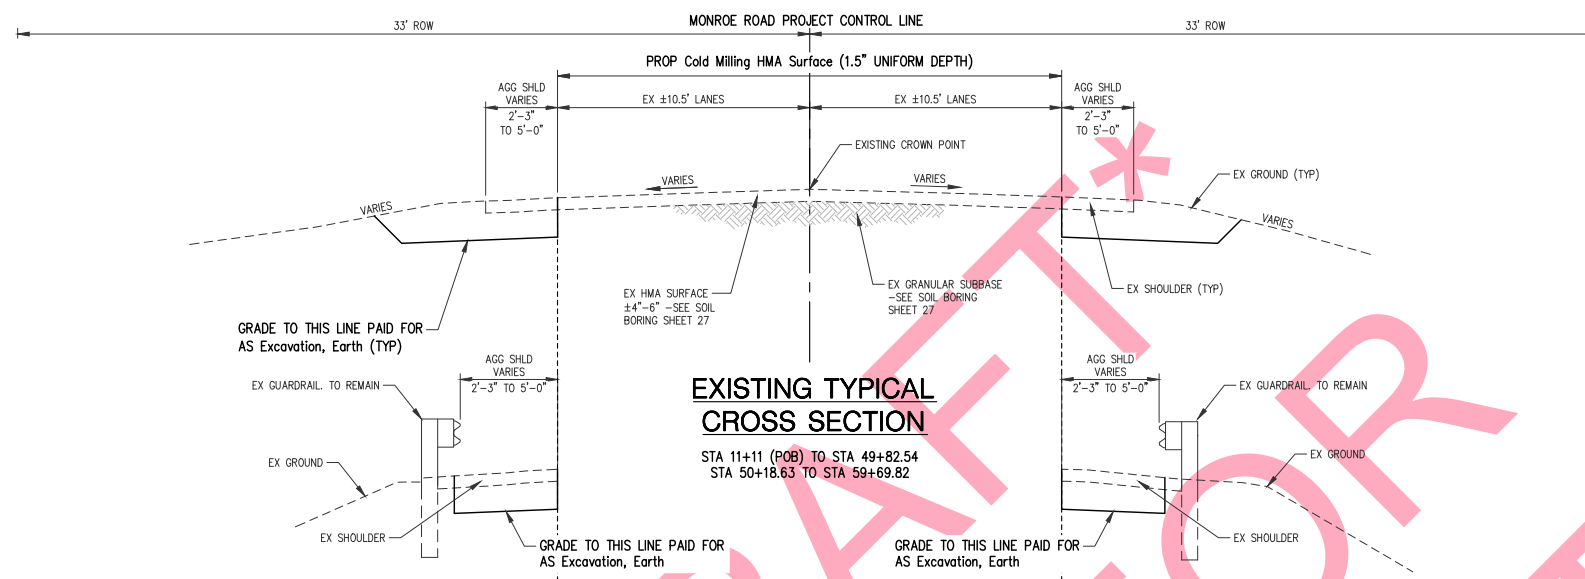 MONROE ROAD PROJECT CONTROL LINE
33' ROW
33' ROW
PROP Cold Milling HMA Surface (1.5" UNIFORM DEPTH)
AGG SHLD
VARIES
2'-3"
TO 5'-0"
EX ±10.5' LANES
EX ±10.5' LANES
AGG SHLD
VARIES
2'-3"
TO 5'-0"
EXISTING CROWN POINT
VARIES
VARIES
EX GROUND (TYP)
VARIES
VARIES
EX HMA SURFACE
±4"-6" -SEE SOIL
BORING SHEET 27
EX GRANULAR SUBBASE
-SEE SOIL BORING
SHEET 27
EX SHOULDER (TYP)
GRADE TO THIS LINE PAID FOR
AS Excavation, Earth (TYP)
AGG SHLD
VARIES
2'-3" TO 5'-0"
AGG SHLD
VARIES
2'-3" TO 5'-0"
EX GUARDRAIL. TO REMAIN
EX GUARDRAIL. TO REMAIN
EXISTING TYPICAL
CROSS SECTION
STA 11+11 (POB) TO STA 49+82.54
STA 50+18.63 TO STA 59+69.82
EX GROUND
EX GROUND
EX SHOULDER
EX SHOULDER
GRADE TO THIS LINE PAID FOR
AS Excavation, Earth
GRADE TO THIS LINE PAID FOR
AS Excavation, Earth
AFT*
OR